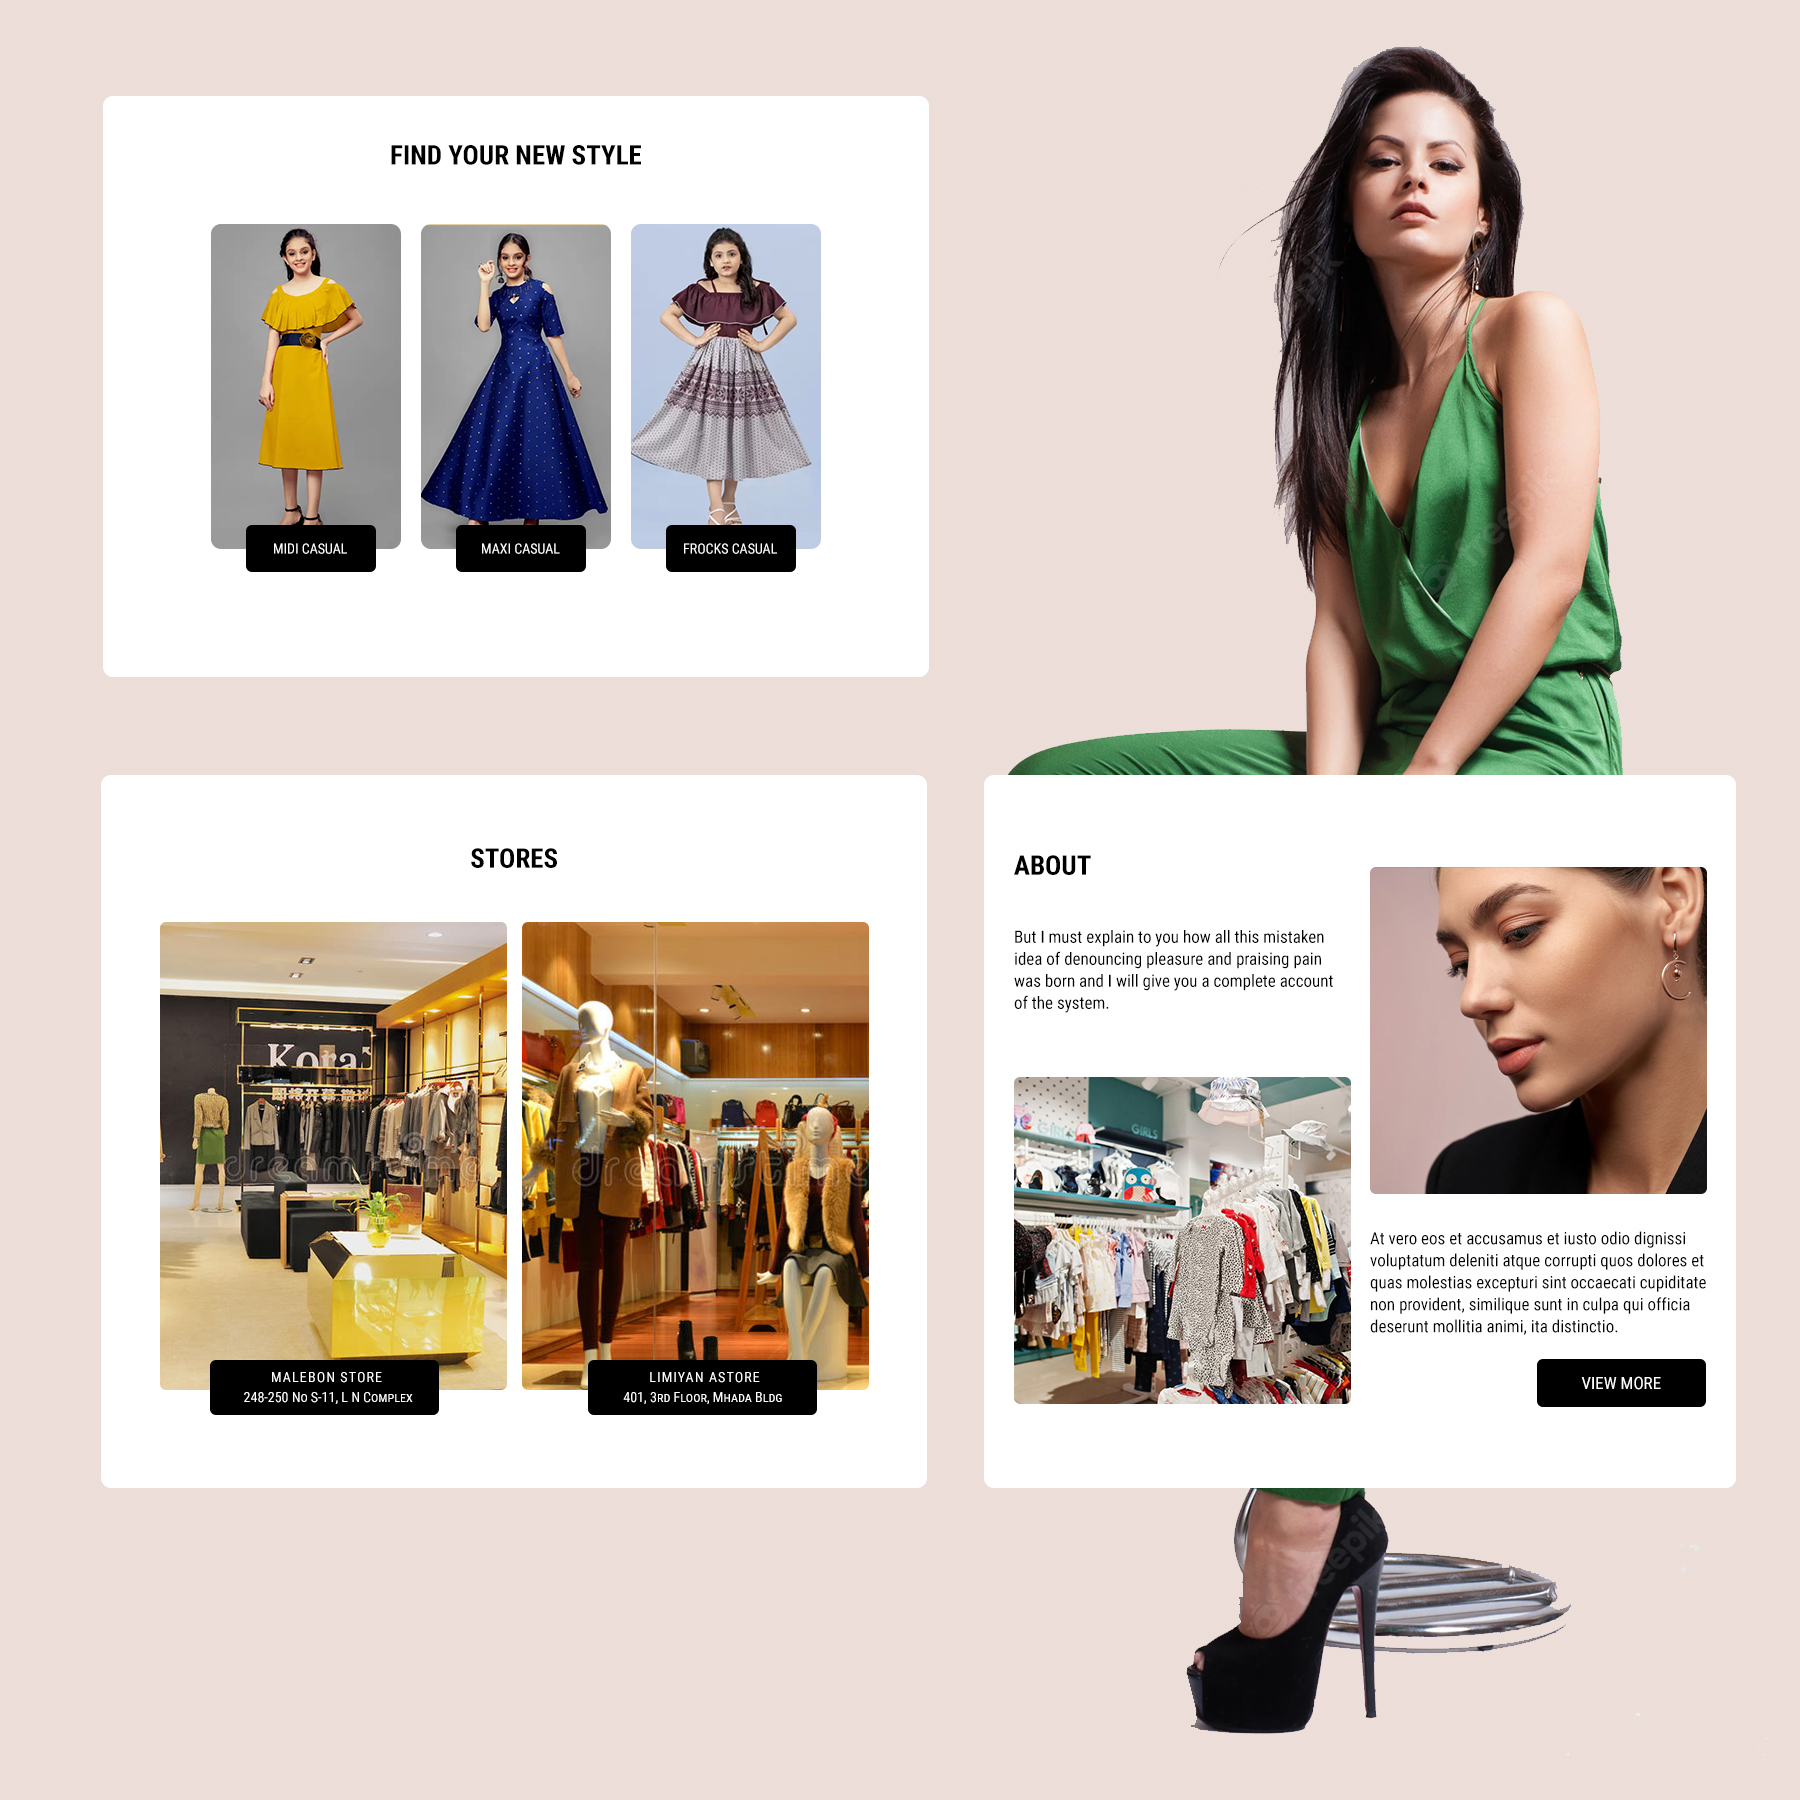 FIND YOUR NEW STYLE
MIDI CASUAL
MAXI CASUAL
FROCKS CASUAL
STORES
Kora
dreamstime
dreamstime
MALEBON STORE
248-250 No S-11, L N Complex
LIMIYAN ASTORE
401, 3rd Floor, Mhada Bldg
ABOUT
But I must explain to you how all this mistaken
idea of denouncing pleasure and praising pain
was born and I will give you a complete account
of the system.
GIRLS
At vero eos et accusamus et iusto odio dignissi
voluptatum deleniti atque corrupti quos dolores et
quas molestias excepturi sint occaecati cupiditate
non provident, similique sunt in culpa qui officia
deserunt mollitia animi, ita distinctio.
VIEW MORE